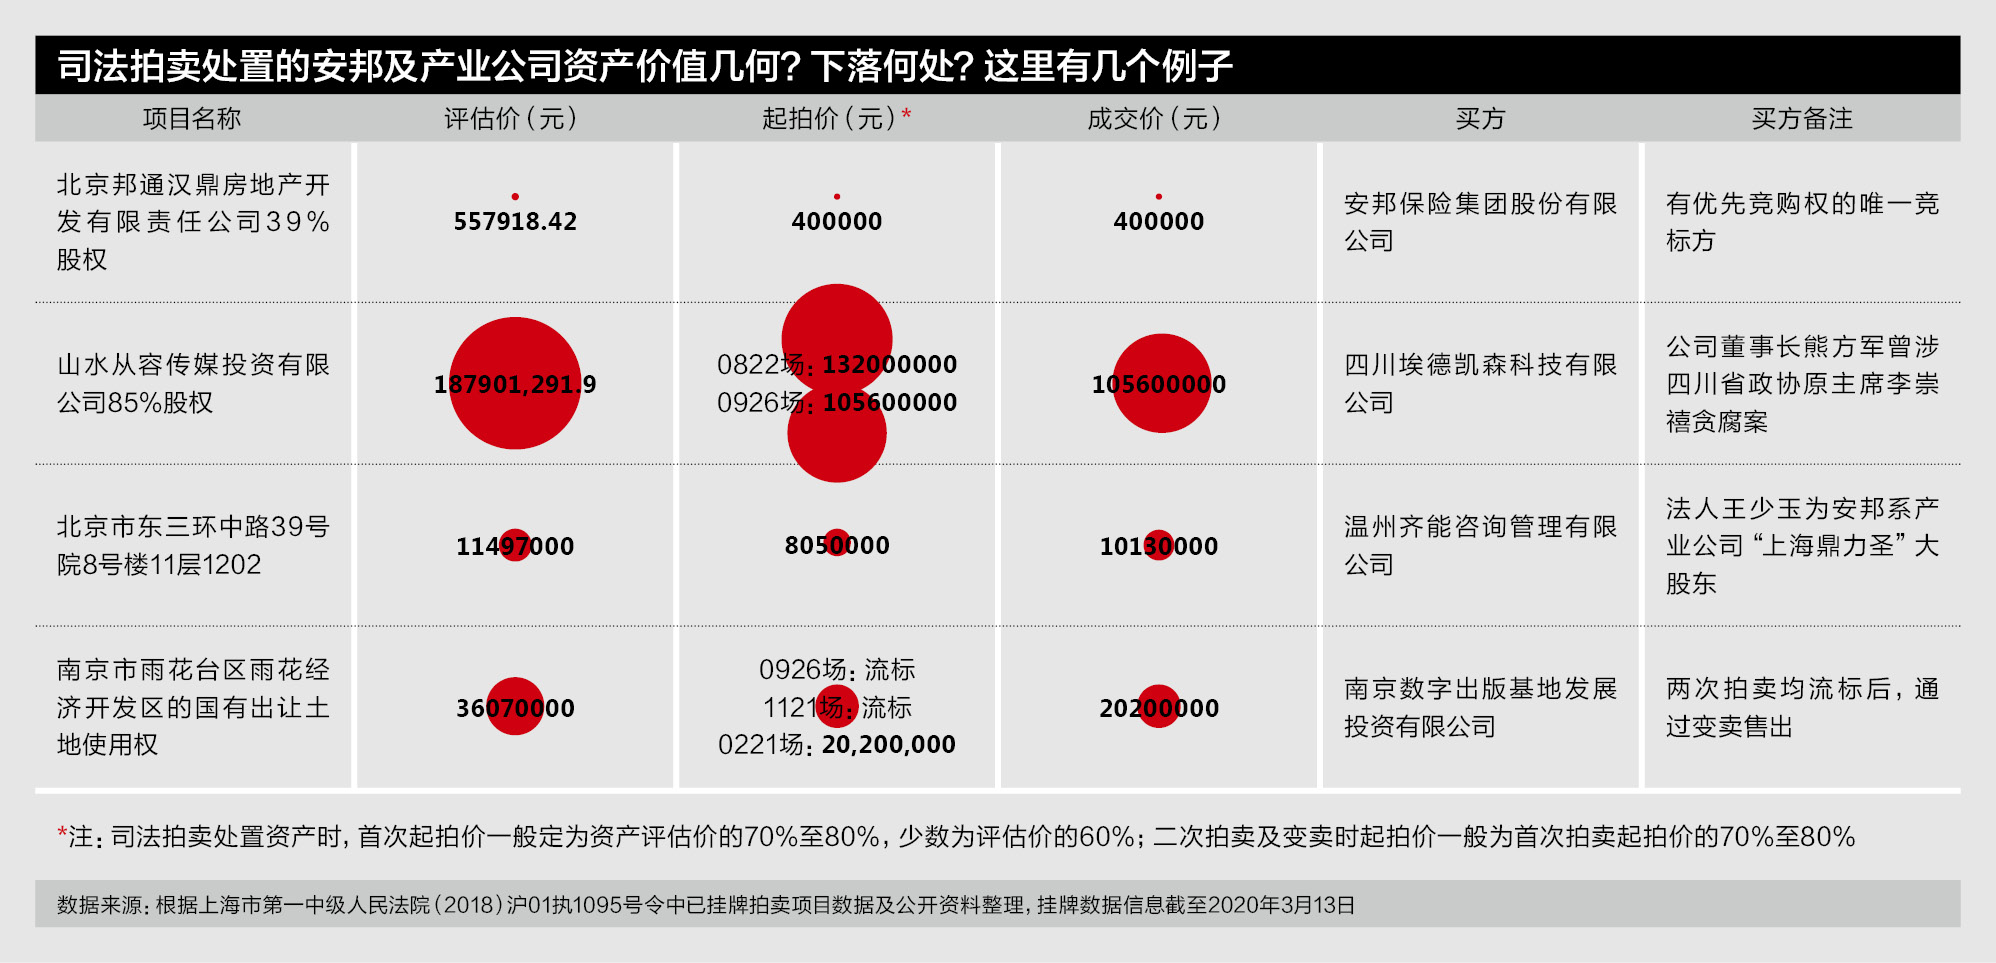 司法拍卖处置的安邦及产业公司资产价值几何？下落何处？这里有几个例子
项目名称
评估价（元）
起拍价（元）*
成交价（元）
买方
买方备注
北京邦通汉鼎房地产开
发有限责任公司39%
股权
557918.42
400000
400000
安邦保险集团股份有限
公司
有优先竞购权的唯一竞
标方
山水从容传媒投资有限
公司85%股权
187901,291.9
0822场：132000000
0926场：105600000
105600000
四川埃德凯森科技有限
公司
公司董事长熊方军曾涉
四川省政协原主席李崇
禧贪腐案
北京市东三环中路39号
院8号楼11层1202
11497000
8050000
10130000
温州齐能咨询管理有限
公司
法人王少玉为安邦系产
业公司“上海鼎力圣”大
股东
南京市雨花台区雨花经
济开发区的国有出让土
地使用权
36070000
0926场：流标
1121场：流标
0221场：20,200,000
20200000
南京数字出版基地发展
投资有限公司
两次拍卖均流标后，通
过变卖售出
*注：司法拍卖处置资产时，首次起拍价一般定为资产评估价的70%至80%，少数为评估价的60%；二次拍卖及变卖时起拍价一般为首次拍卖起拍价的70%至80%
数据来源：根据上海市第一中级人民法院（2018）沪01执1095号令中已挂牌拍卖项目数据及公开资料整理，挂牌数据信息截至2020年3月13日